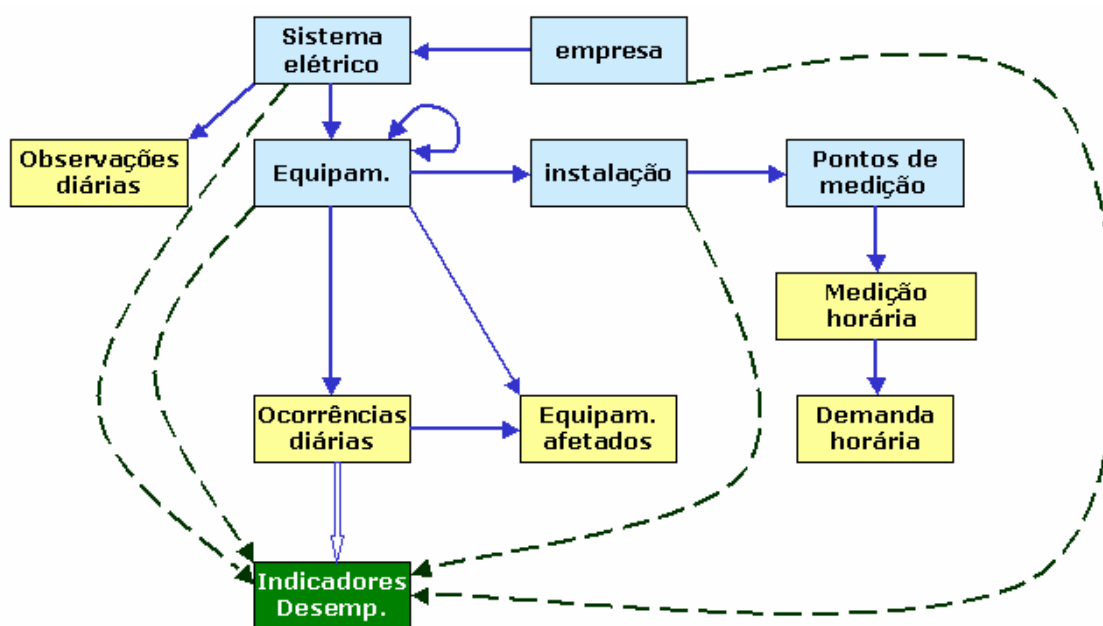 Sistema
elétrico
empresa
Observações
diárias
Equipam.
instalação
Pontos de
medição
Medição
horária
Ocorrências
diárias
Equipam.
afetados
Demanda
horária
Indicadores
Desemp.